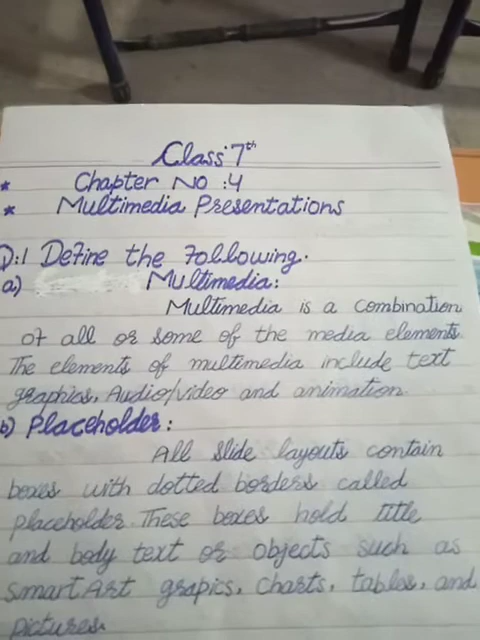 Class 7th
* Chapter No :4
* Multimedia Presentations
Q:1 Define the Following.
a) Multimedia:
Multimedia is a combination
of all or some of the media elements.
The elements of multimedia include text
graphics, Audio/video and animation.
b) Placeholder:
All slide layouts contain
boxes with dotted borders called
placeholder. These boxes hold title
and body text or objects such as
SmartArt grapics, charts, tables, and
pictures.